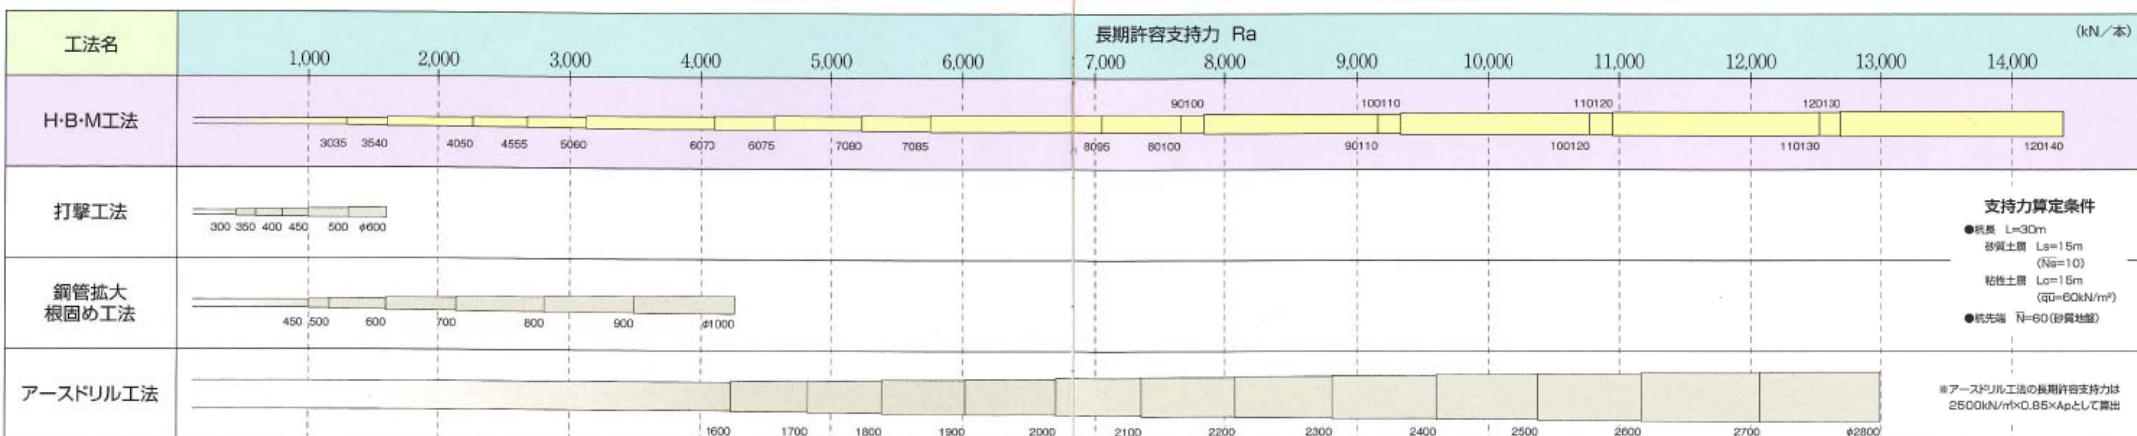 工法名
長期許容支持力 Ra
(kN/本)
1,000 2,000 3,000 4,000 5,000 6,000 7,000 8,000 9,000 10,000 11,000 12,000 13,000 14,000
H・B・M工法
90100 100110 110120 120130
3035 3540 4050 4555 5060 6070 6075 7080 7085 8095 80100 90110 100120 110130 120140
打撃工法
300 350 400 450 500 φ600
支持力算定条件
●杭長 L=30m
砂質土層 Ls=15m
(Ns=10)
粘性土層 Lc=15m
(qu=60kN/m²)
●杭先端 N=60(砂質地盤)
鋼管拡大
根固め工法
450 500 600 700 800 900 φ1000
アースドリル工法
1600 1700 1800 1900 2000 2100 2200 2300 2400 2500 2600 2700 φ2800
※アースドリル工法の長期許容支持力は
2500kN/㎡×0.85×Apとして算出